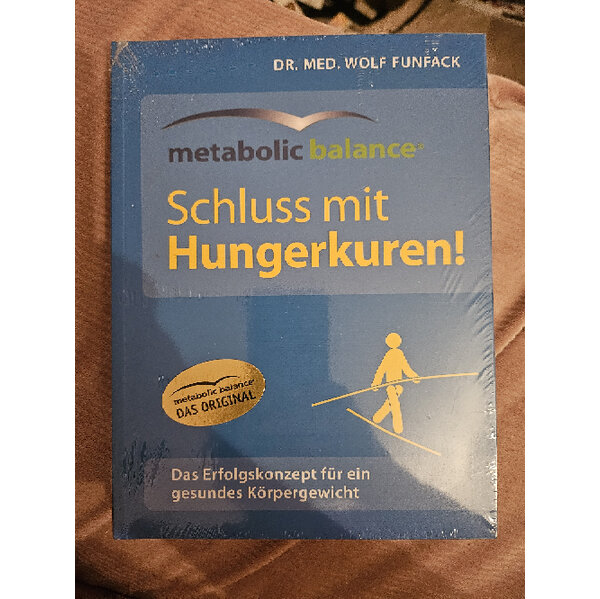 DR. MED. WOLF FUNFACK
metabolic balance®
Schluss mit
Hungerkuren!
metabolic balance®
DAS ORIGINAL
Das Erfolgskonzept für ein
gesundes Körpergewicht